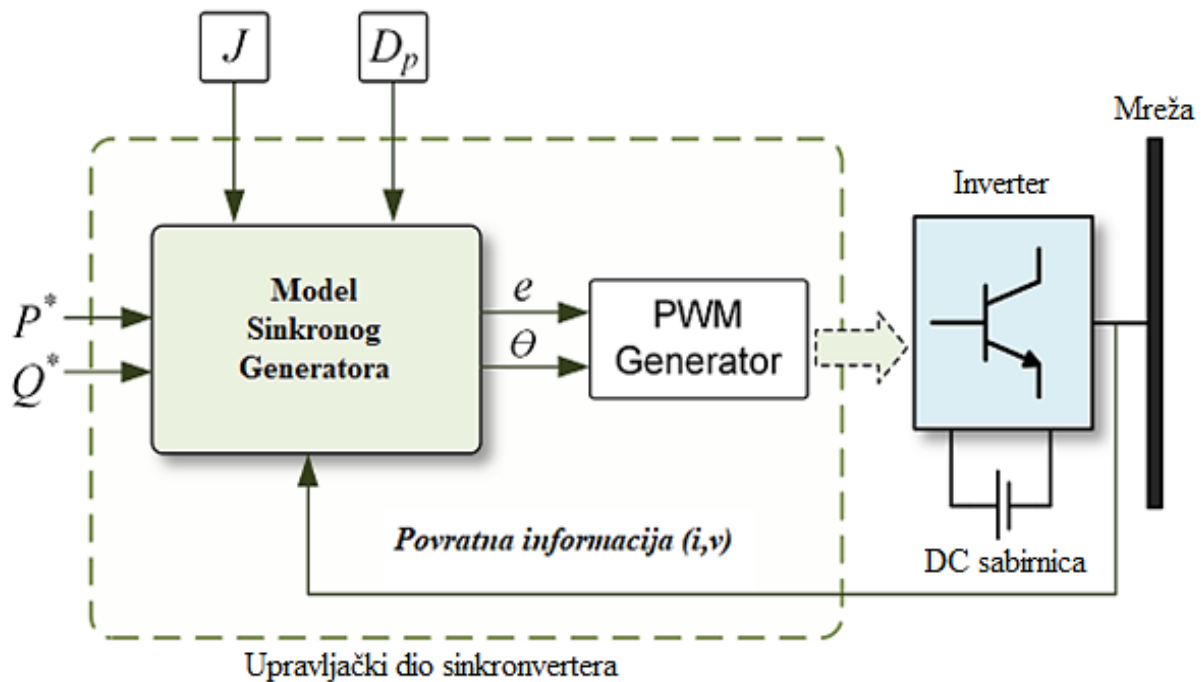 J
D_p
Mreža
Inverter
Model
Sinkronog
Generatora
P*
Q*
e
θ
PWM
Generator
Povratna informacija (i,v)
DC sabirnica
Upravljački dio sinkronvertera